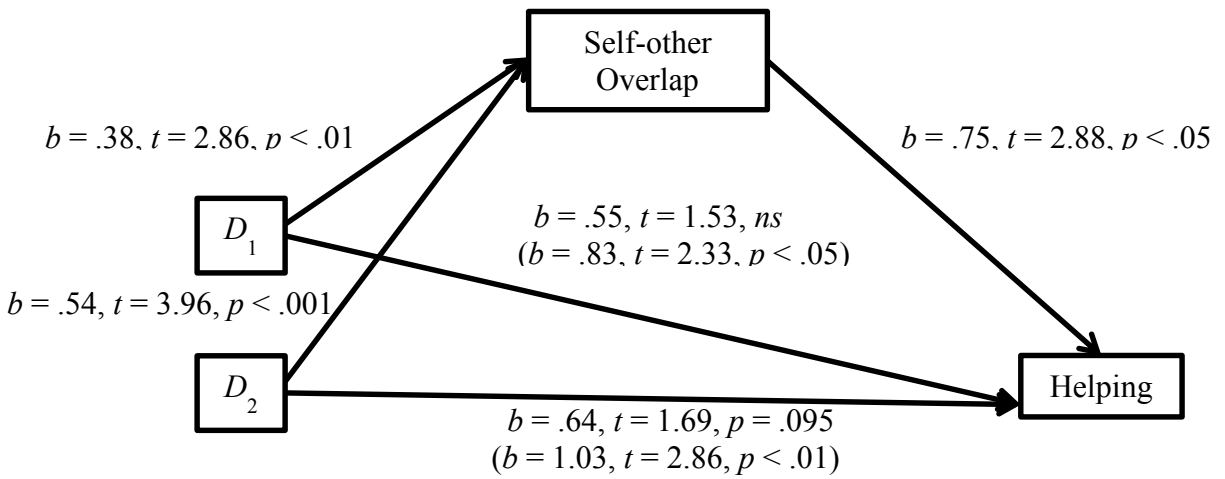 Self-other
Overlap
b = .38, t = 2.86, p < .01
b = .75, t = 2.88, p < .05
D1
b = .55, t = 1.53, ns
(b = .83, t = 2.33, p < .05)
b = .54, t = 3.96, p < .001
D2
Helping
b = .64, t = 1.69, p = .095
(b = 1.03, t = 2.86, p < .01)